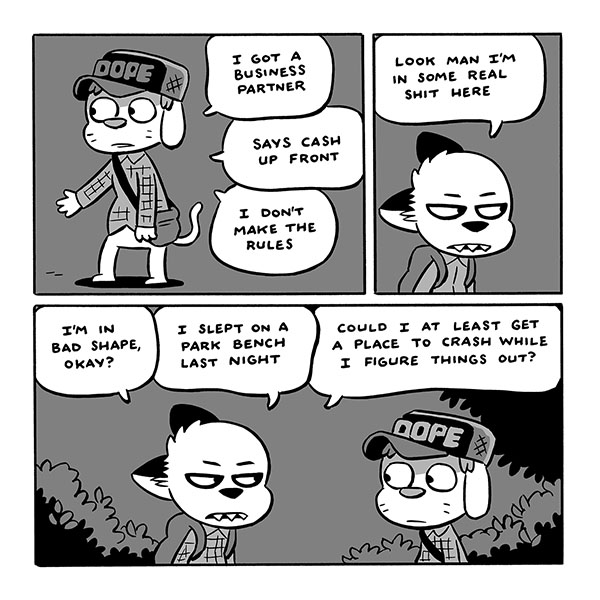 DOPE
I GOT A
BUSINESS
PARTNER
SAYS CASH
UP FRONT
I DON'T
MAKE THE
RULES
LOOK MAN I'M
IN SOME REAL
SHIT HERE
I'M IN
BAD SHAPE,
OKAY?
I SLEPT ON A
PARK BENCH
LAST NIGHT
COULD I AT LEAST GET
A PLACE TO CRASH WHILE
I FIGURE THINGS OUT?
DOPE